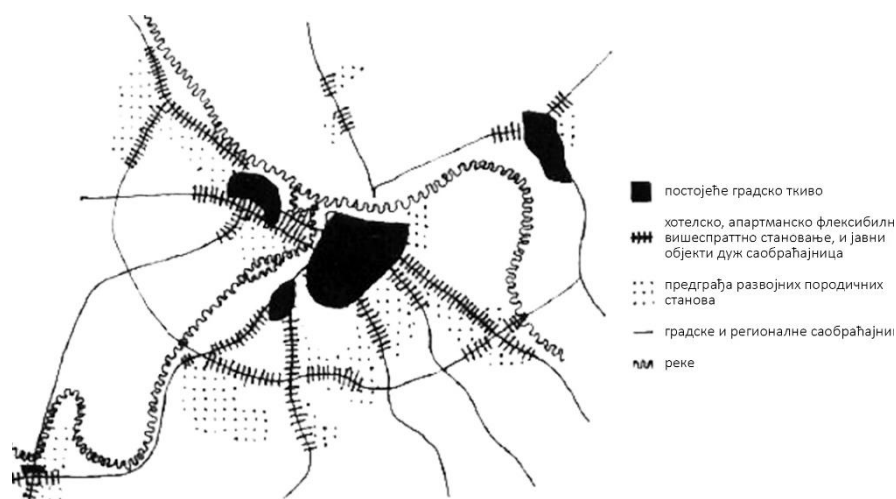 постојеће градско ткиво
хотелско, апартманско флексибилн
вишеспраттно становање, и јавни
објекти дуж саобраћајница
предграђа развојних породичних
станова
градске и регионалне саобраћајни
реке